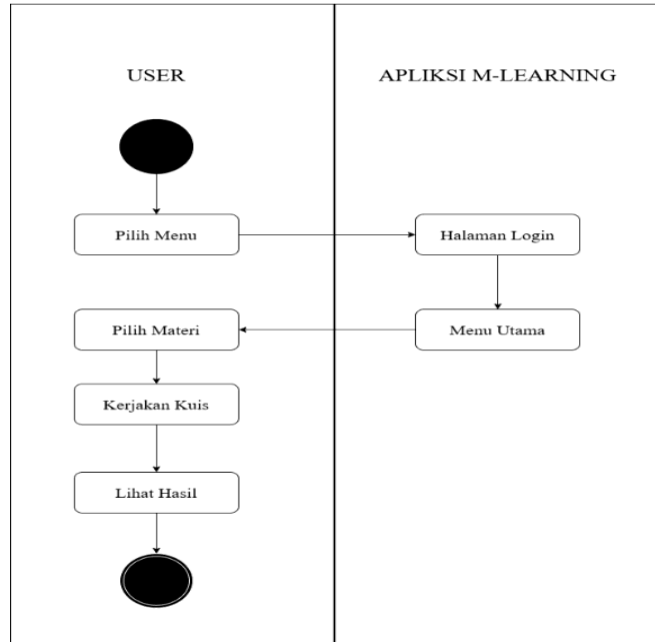 USER
APLIKSI M-LEARNING
Pilih Menu
Halaman Login
Pilih Materi
Menu Utama
Kerjakan Kuis
Lihat Hasil